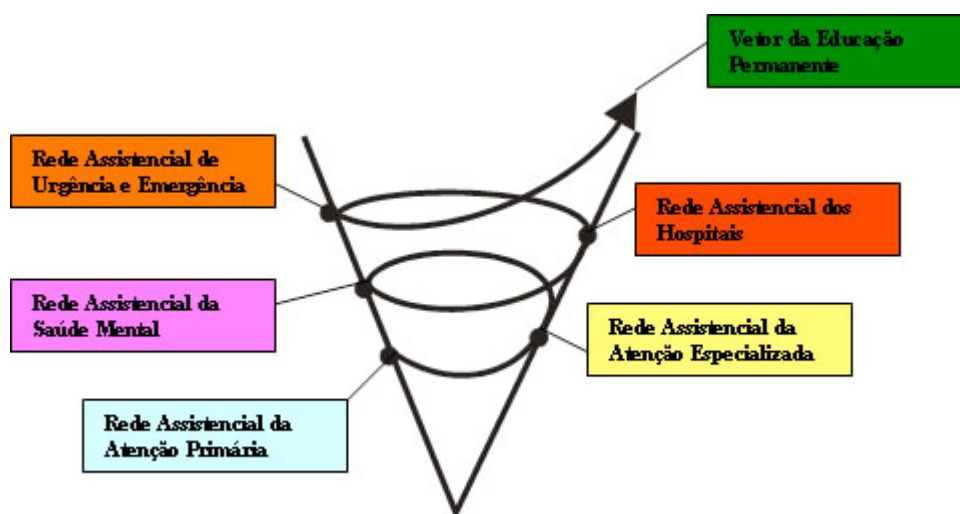 Vetor da Educação
Permanente
Rede Assistencial de
Urgência e Emergência
Rede Assistencial dos
Hospitais
Rede Assistencial da
Saúde Mental
Rede Assistencial da
Atenção Especializada
Rede Assistencial da
Atenção Primária